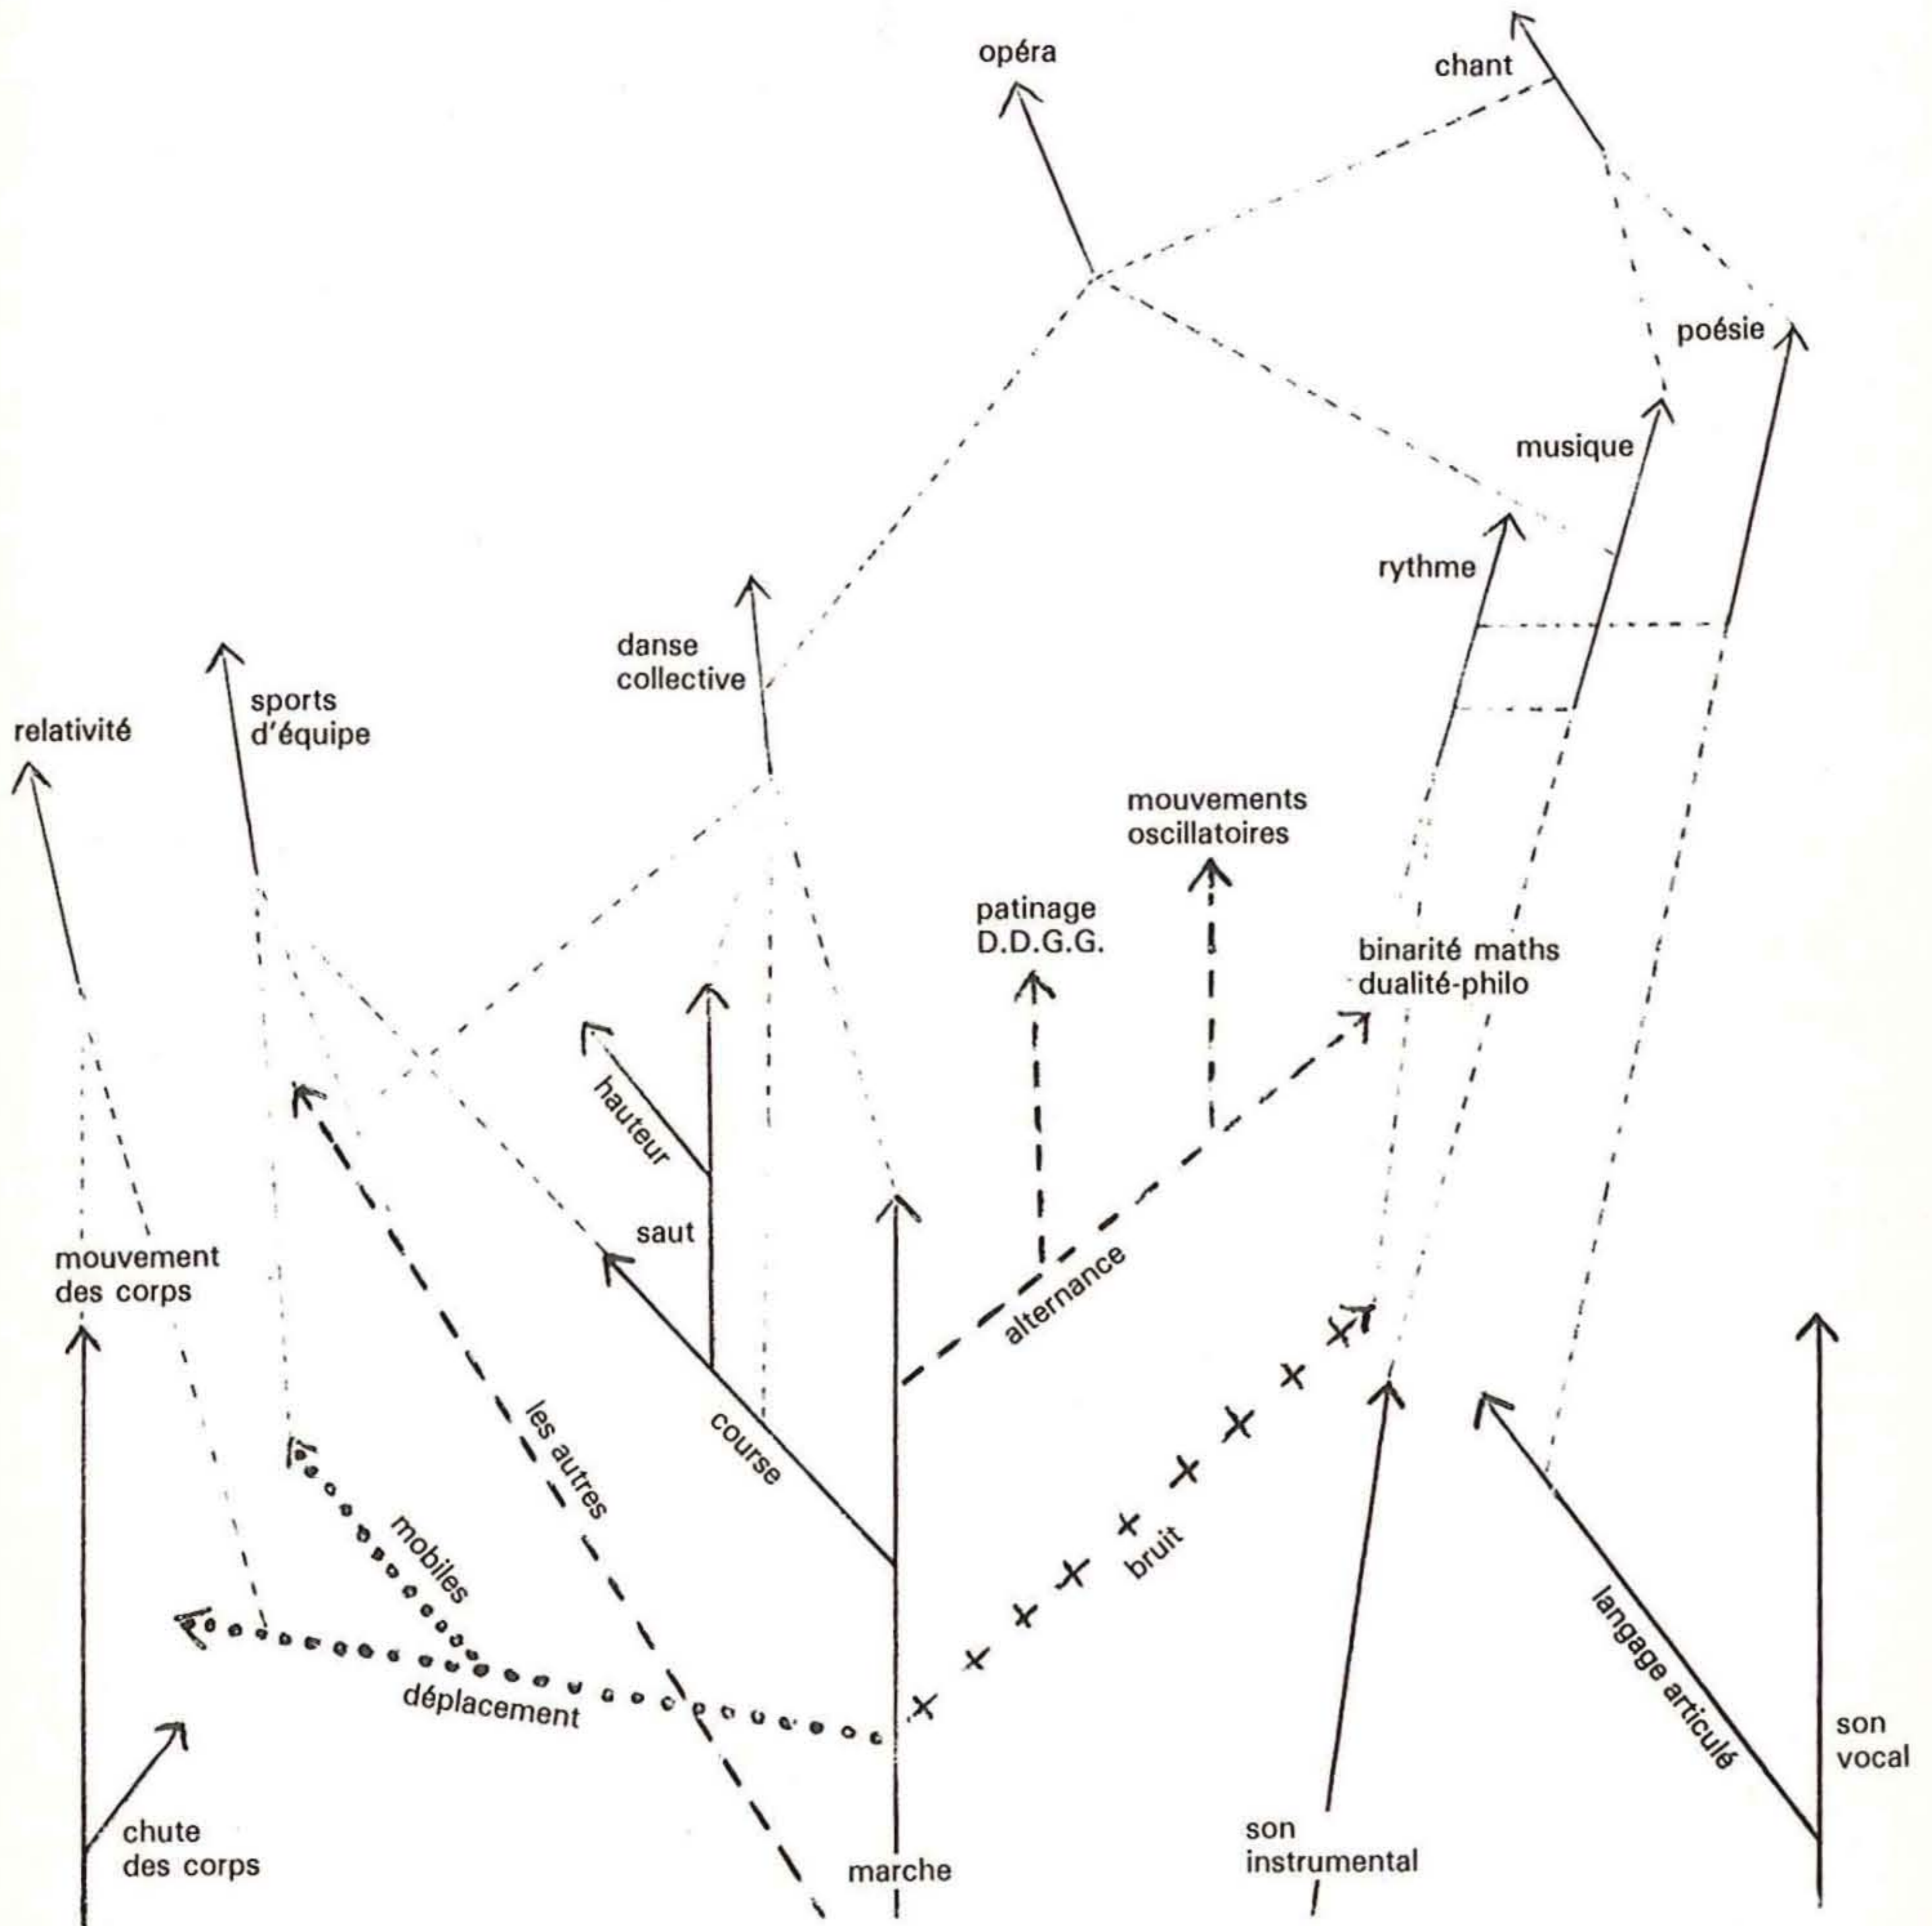 opéra
chant
poésie
musique
rythme
danse
collective
sports
d'équipe
relativité
mouvements
oscillatoires
patinage
D.D.G.G.
binarité maths
dualité-philo
hauteur
saut
mouvement
des corps
alternance
les autres
course
mobiles
bruit
langage articulé
déplacement
son
vocal
chute
des corps
son
instrumental
marche